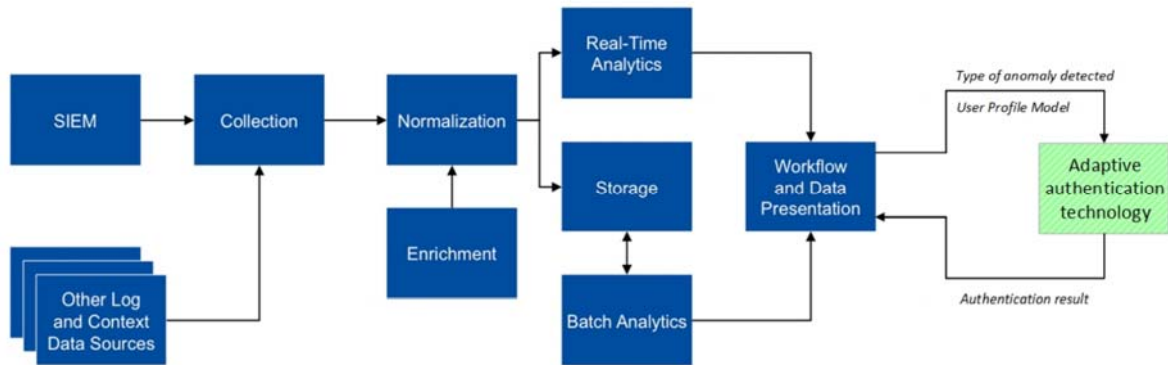 SIEM
Collection
Normalization
Enrichment
Other Log
and Context
Data Sources
Real-Time
Analytics
Storage
Batch Analytics
Workflow
and Data
Presentation
Type of anomaly detected
User Profile Model
Adaptive
authentication
technology
Authentication result